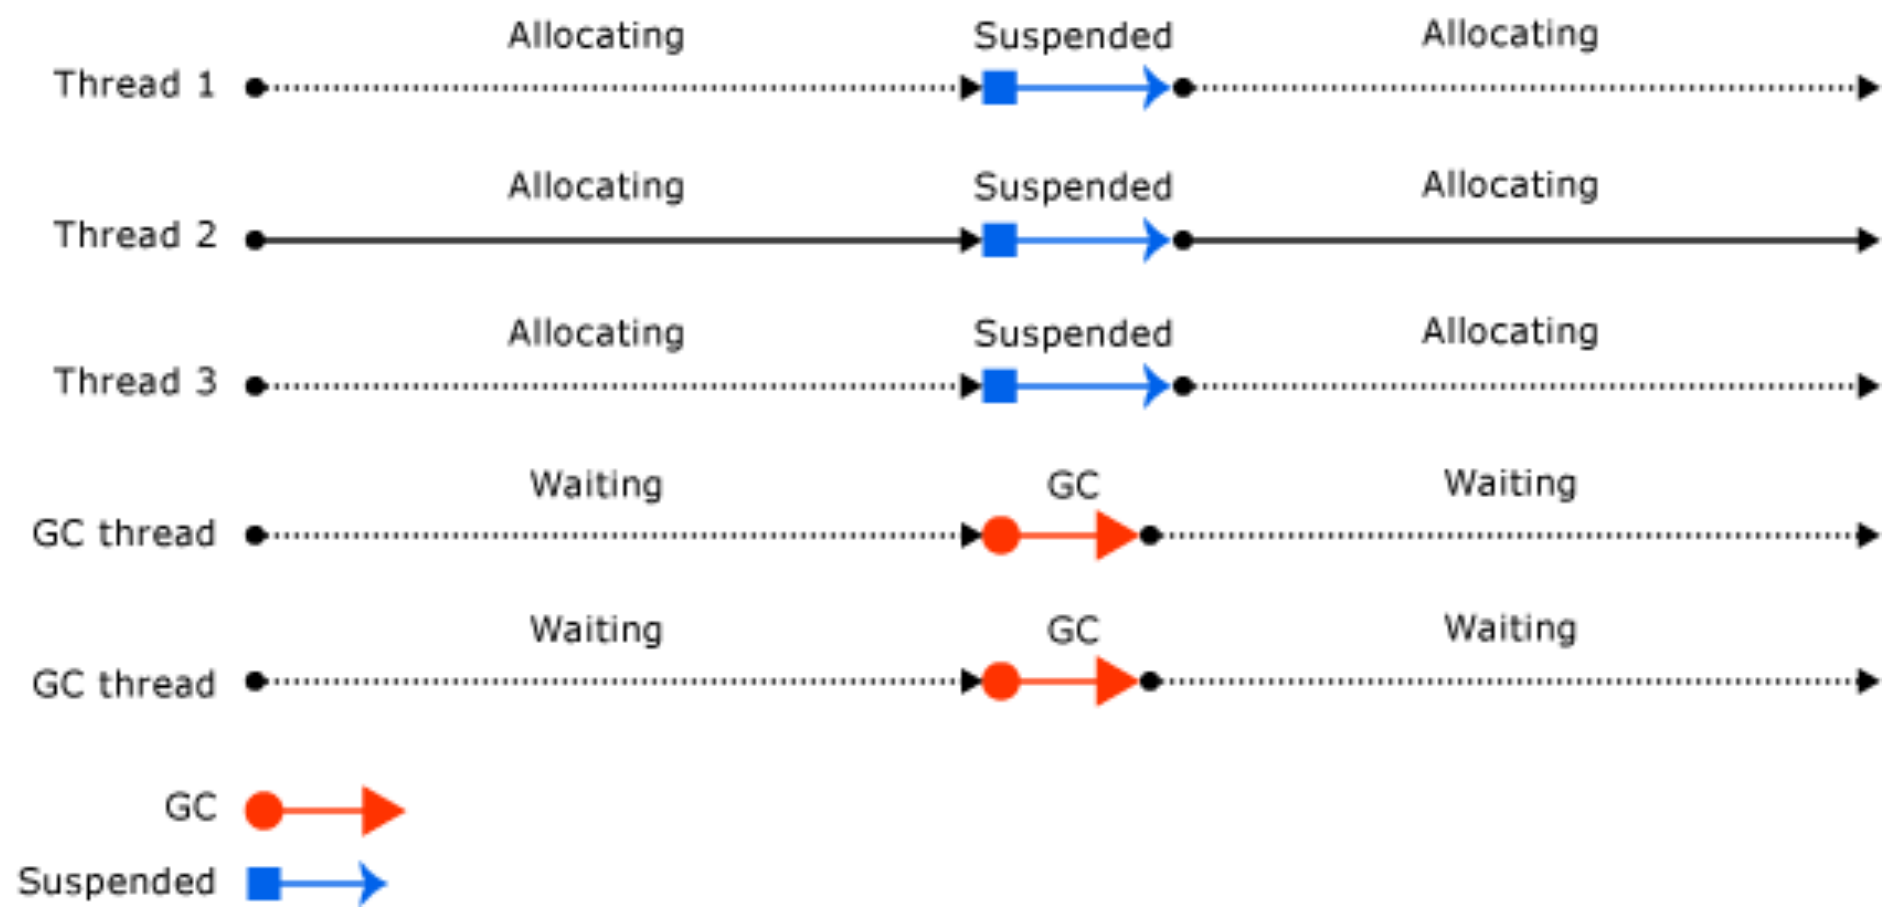 Allocating Suspended Allocating
Thread 1
Allocating Suspended Allocating
Thread 2
Allocating Suspended Allocating
Thread 3
Waiting GC Waiting
GC thread
Waiting GC Waiting
GC thread
GC
Suspended